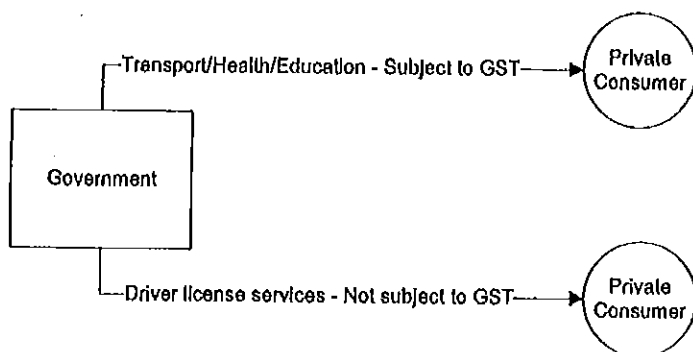 Transport/Health/Education - Subject to GST
Private
Consumer
Government
Driver license services - Not subject to GST
Private
Consumer